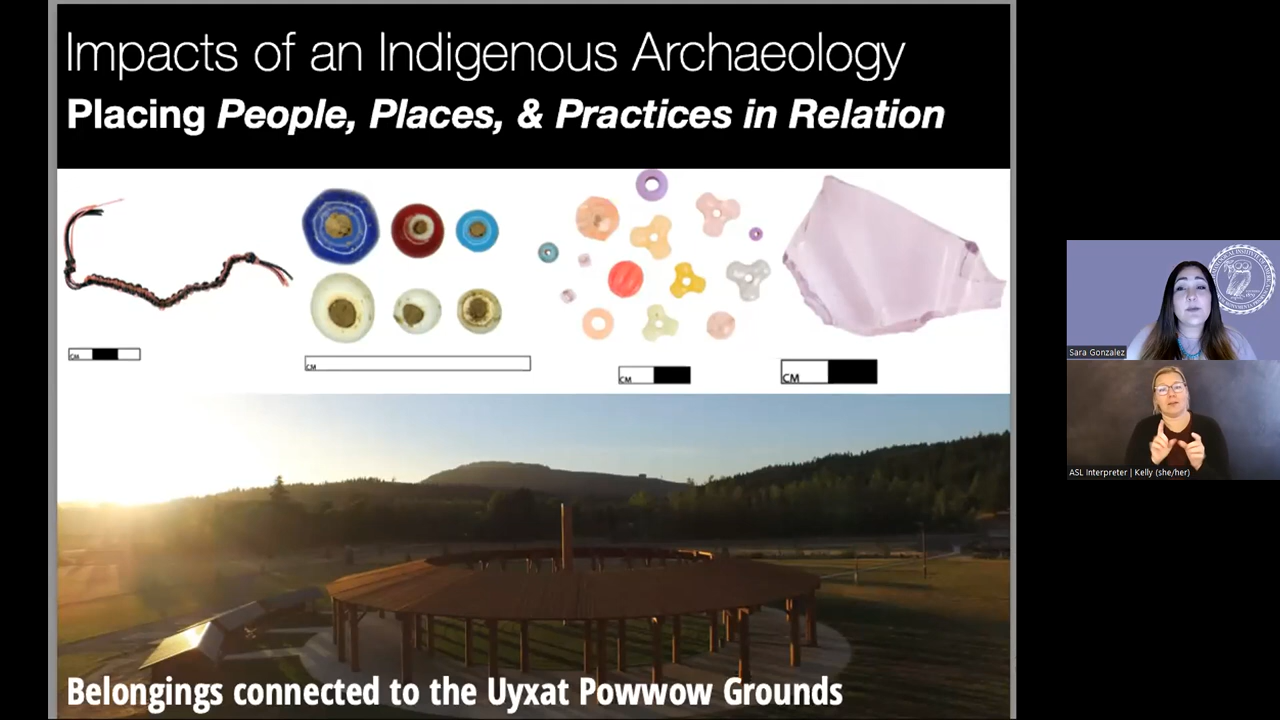 Impacts of an Indigenous Archaeology
Placing People, Places, & Practices in Relation
CM
CM
CM
CM
Belongings connected to the Uyxat Powwow Grounds
Sara Gonzalez
ASL Interpreter | Kelly (she/her)